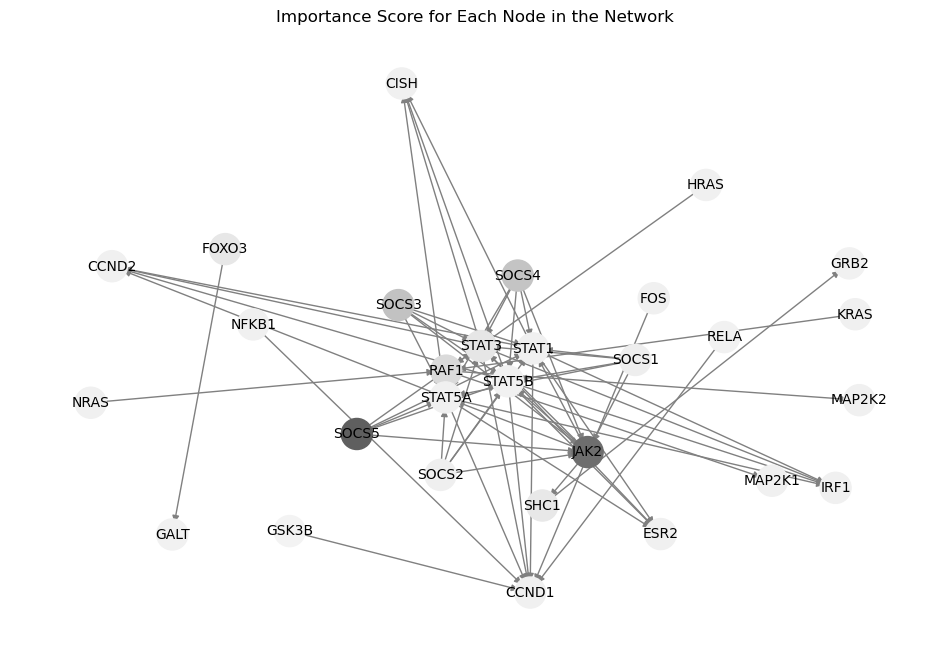 Importance Score for Each Node in the Network
CISH
HRAS
FOXO3
CCND2
GRB2
SOCS4
FOS
SOCS3
KRAS
NFKB1
RELA
STAT3
STAT1
SOCS1
RAF1
STAT5B
STAT5A
NRAS
MAP2K2
SOCS5
JAK2
SOCS2
MAP2K1
IRF1
SHC1
GSK3B
ESR2
GALT
CCND1